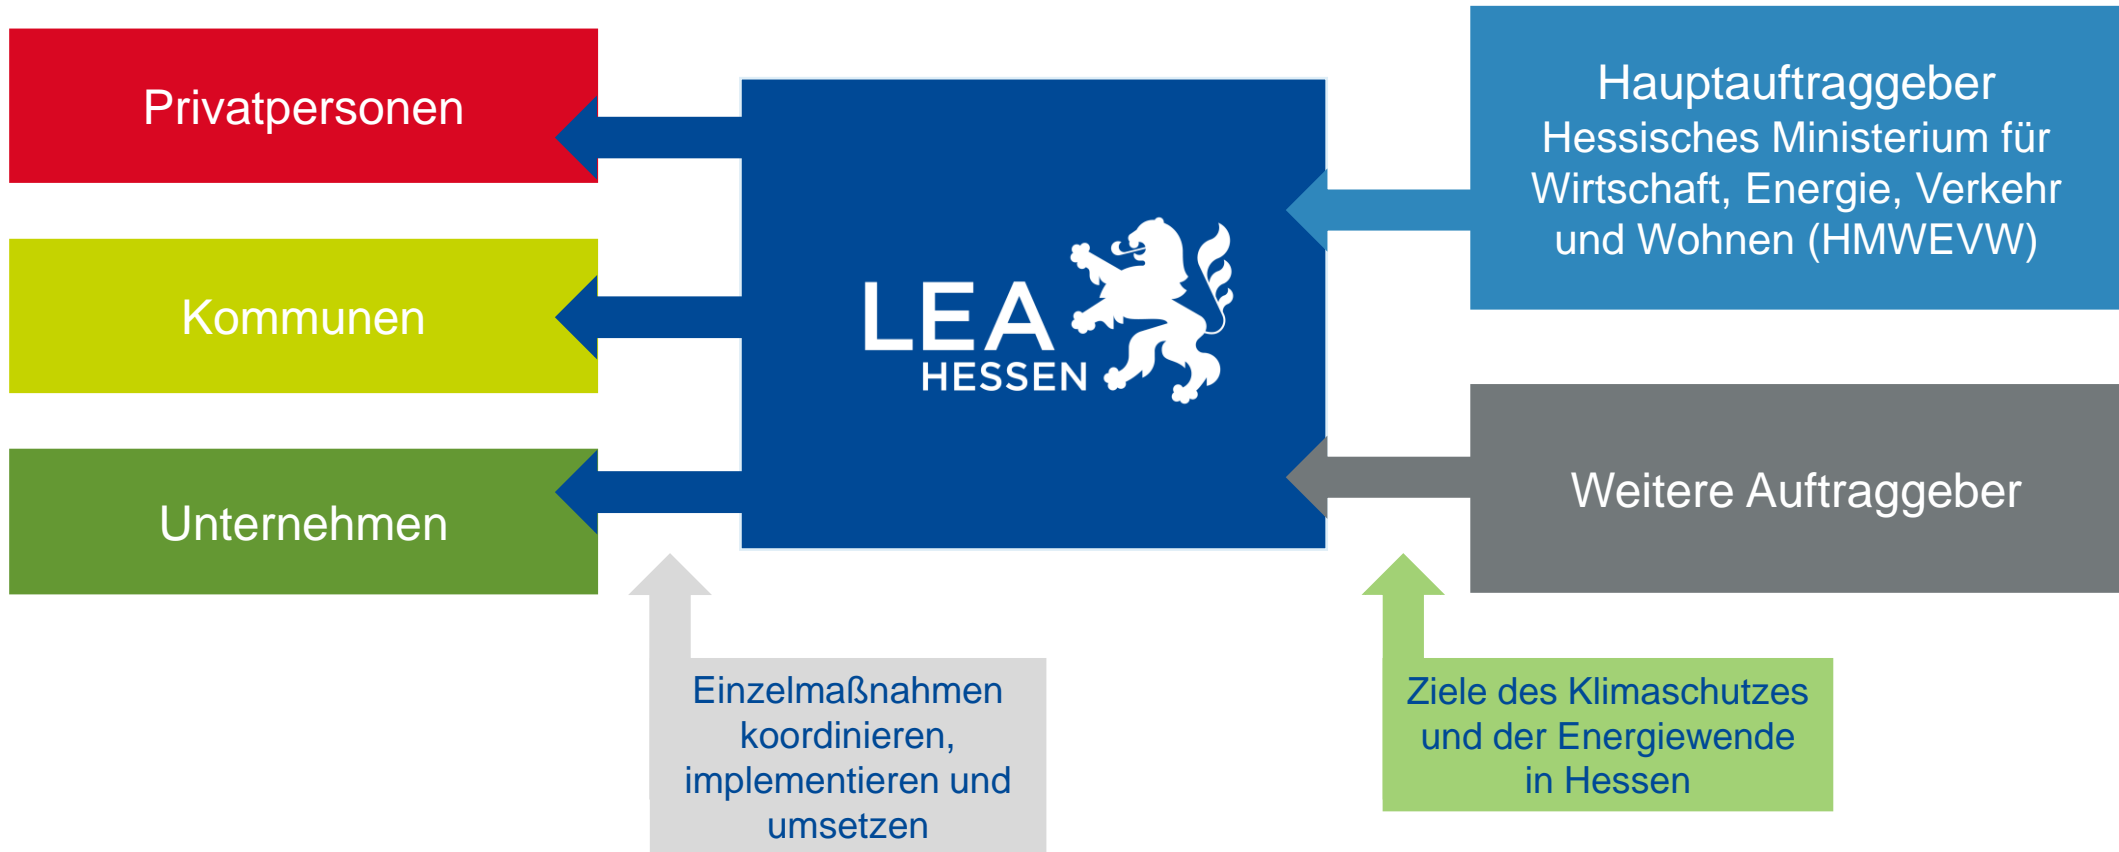 Privatpersonen
Kommunen
Unternehmen
LEA
HESSEN
Hauptauftraggeber
Hessisches Ministerium für
Wirtschaft, Energie, Verkehr
und Wohnen (HMWEVW)
Weitere Auftraggeber
Einzelmaßnahmen
koordinieren,
implementieren und
umsetzen
Ziele des Klimaschutzes
und der Energiewende
in Hessen